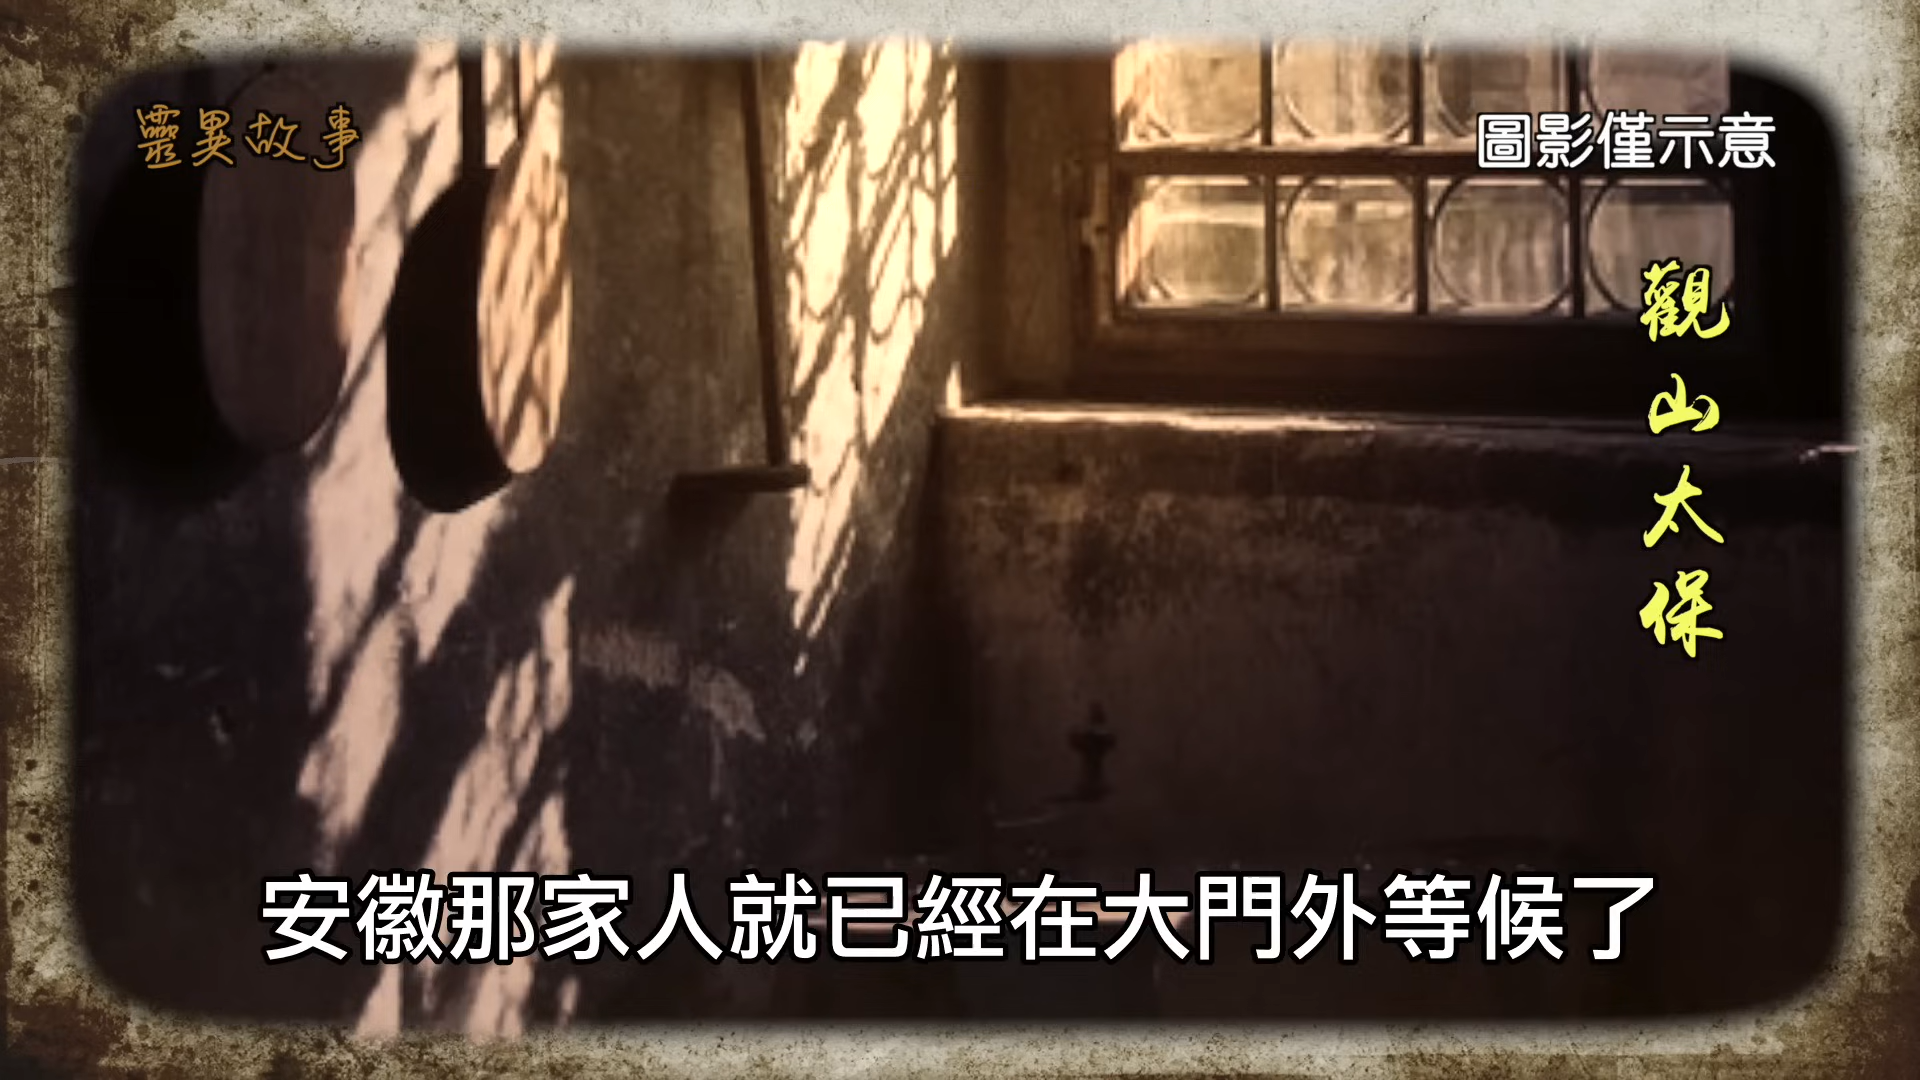 靈異故事
圖影僅示意
觀山太保
安徽那家人就已經在大門外等候了